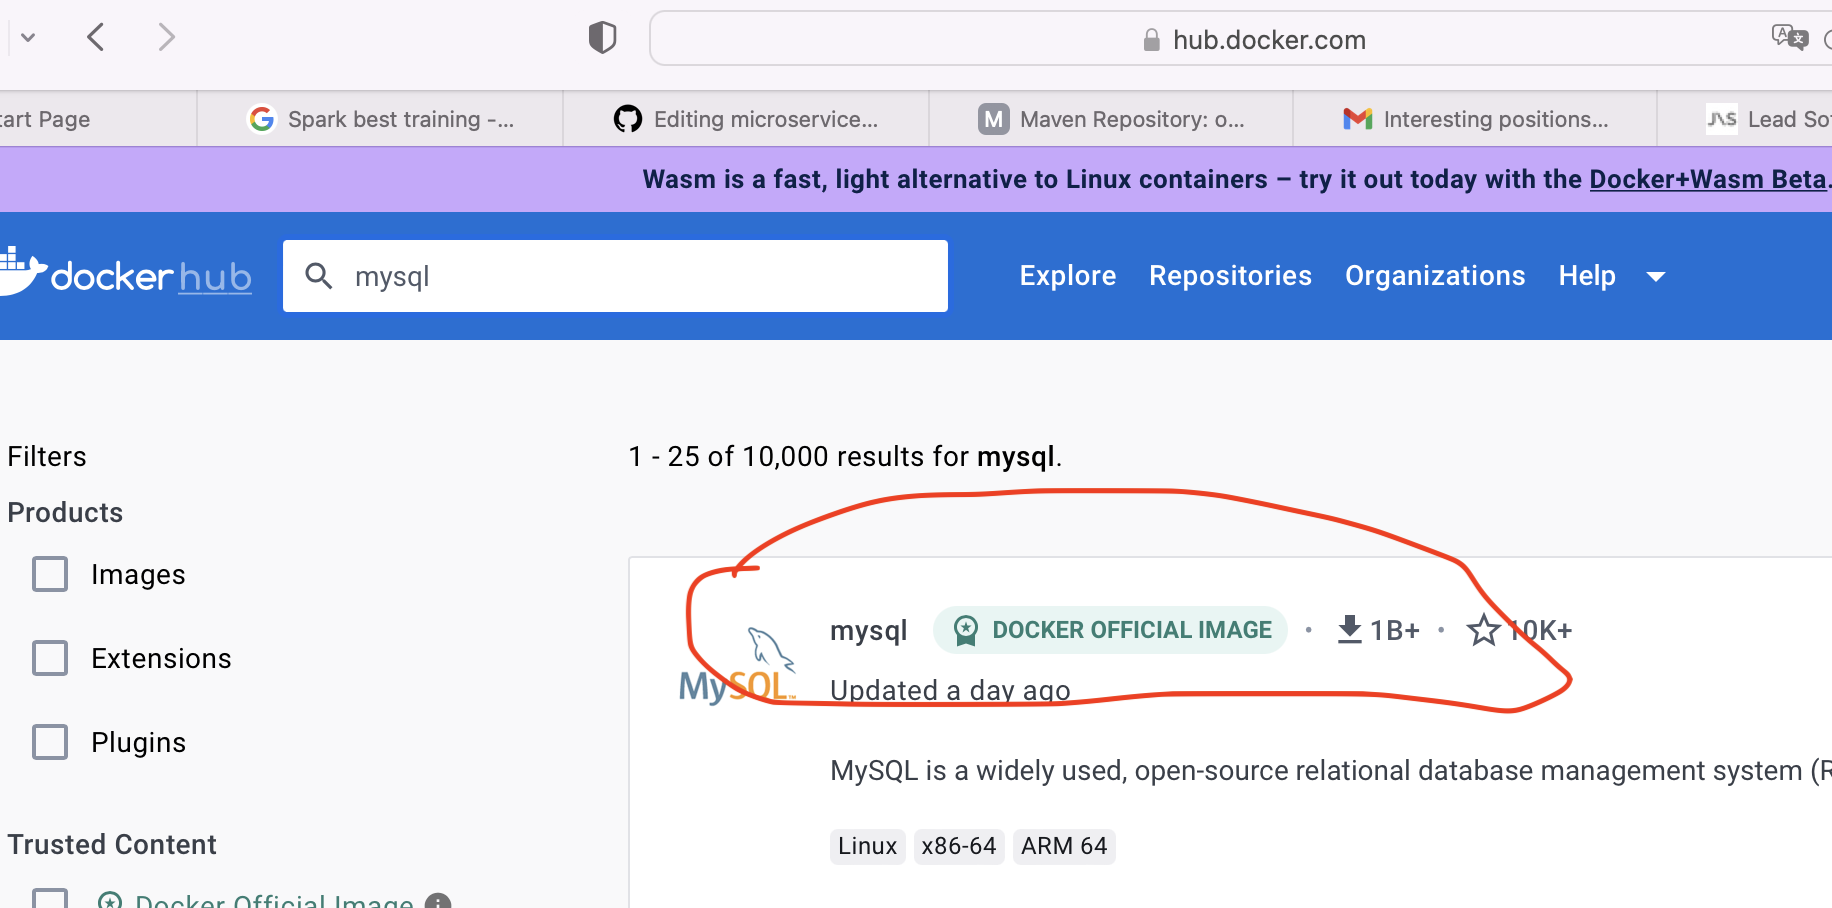 hub.docker.com
tart Page
Spark best training -...
Editing microservice...
M Maven Repository: o...
Interesting positions...
JAS Lead Sof
Wasm is a fast, light alternative to Linux containers – try it out today with the Docker+Wasm Beta.
docker hub
mysql
Explore
Repositories
Organizations
Help
Filters
1 - 25 of 10,000 results for mysql.
Products
Images
Extensions
Plugins
Trusted Content
Docker Official Image
MySQL™
mysql
DOCKER OFFICIAL IMAGE
• 1B+ • 10K+
Updated a day ago
MySQL is a widely used, open-source relational database management system (R
Linux
x86-64
ARM 64